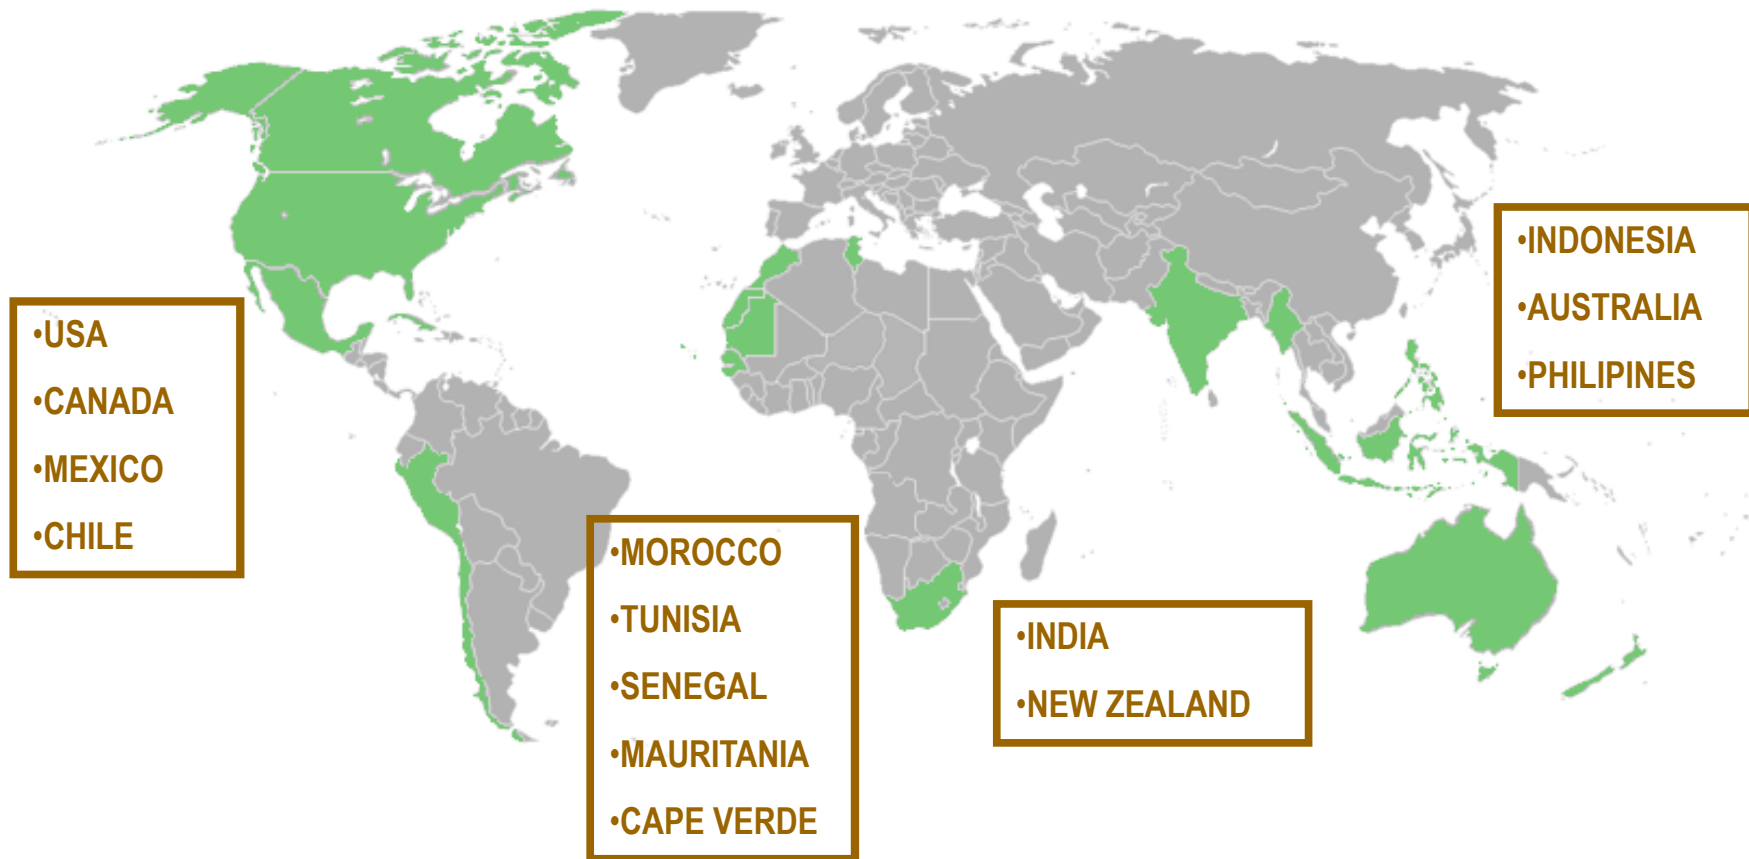 •USA
•CANADA
•MEXICO
•CHILE
•MOROCCO
•TUNISIA
•SENEGAL
•MAURITANIA
•CAPE VERDE
•INDIA
•NEW ZEALAND
•INDONESIA
•AUSTRALIA
•PHILIPINES